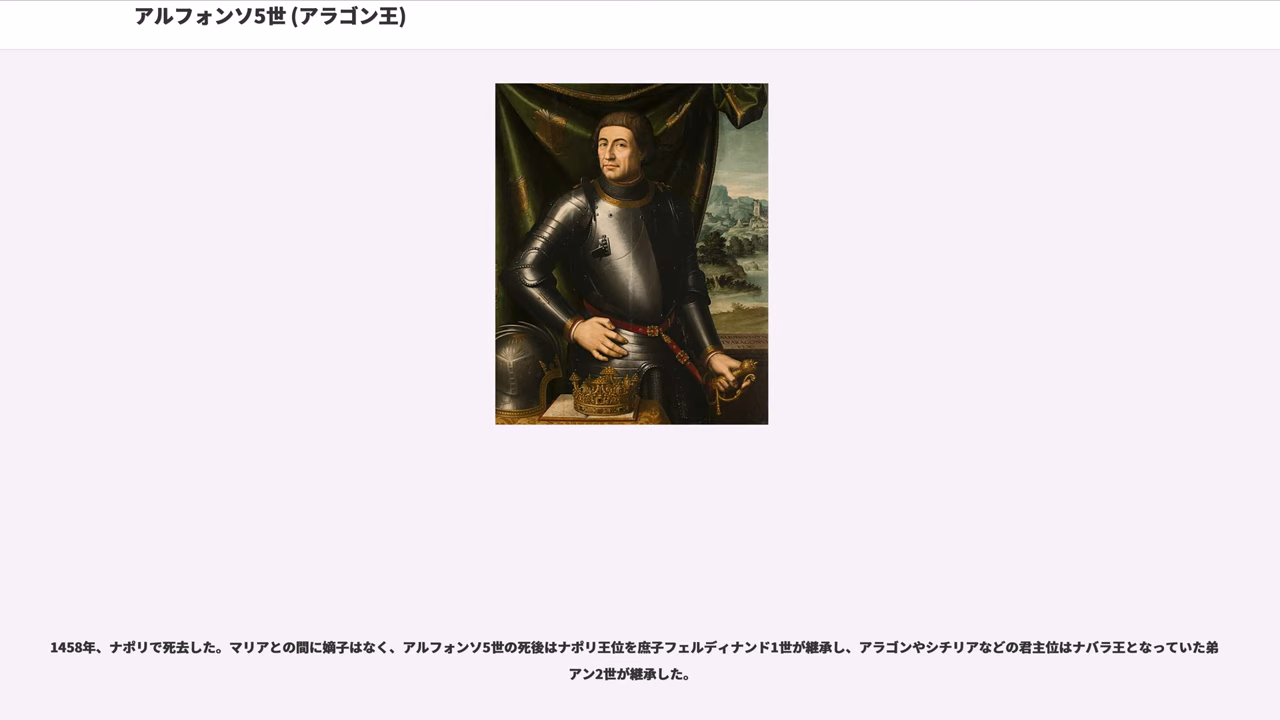 アルフォンソ5世 (アラゴン王)
1458年、ナポリで死去した。マリアとの間に嫡子はなく、アルフォンソ5世の死後はナポリ王位を庶子フェルディナンド1世が継承し、アラゴンやシチリアなどの君主位はナバラ王となっていた弟
アン2世が継承した。